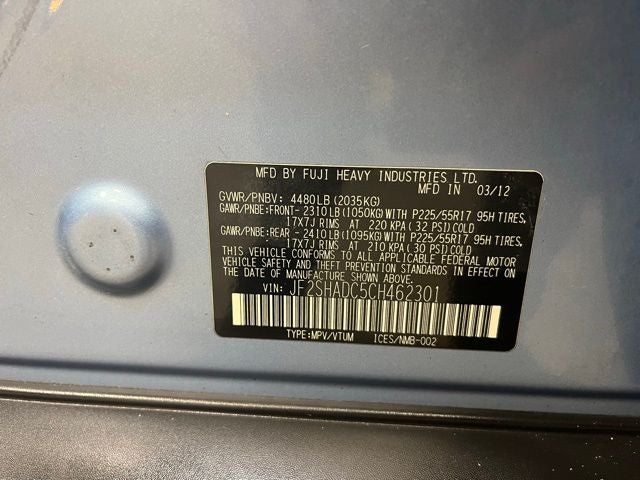 MFD BY FUJI HEAVY INDUSTRIES LTD.
MFD IN 03/12
GVWR/PNBV: 4480LB(2035KG)
GAWR/PNBE:FRONT-2310LB(1050KG)WITH P225/55R17 95H TIRES,
17X7J RIMS AT 220 KPA(32 PSI)COLD
GAWR/PNBE:REAR -2410LB(1095KG)WITH P225/55R17 95H TIRES,
17X7J RIMS AT 210 KPA(30 PSI)COLD
THIS VEHICLE CONFORMS TO ALL APPLICABLE FEDERAL MOTOR
VEHICLE SAFETY AND THEFT PREVENTION STANDARDS IN EFFECT ON
THE DATE OF MANUFACTURE SHOWN ABOVE.
VIN: JF2SHADC5CH462301
TYPE:MPV/VTUM ICES/NMB-002